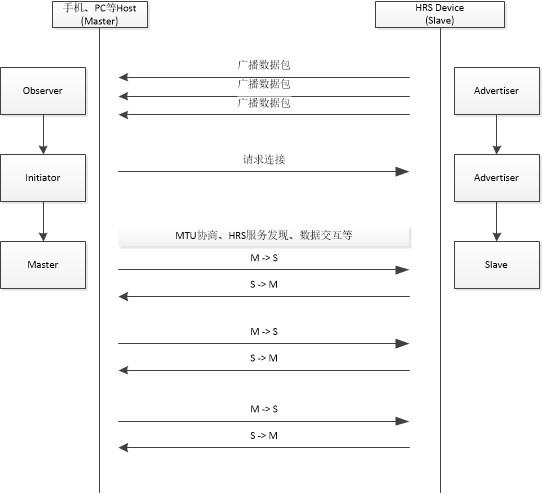 手机、PC等Host
(Master)
HRS Device
(Slave)
广播数据包
广播数据包
广播数据包
Observer
Advertiser
请求连接
Initiator
Advertiser
MTU协商、HRS服务发现、数据交互等
Master
Slave
M -> S
S -> M
M -> S
S -> M
M -> S
S -> M